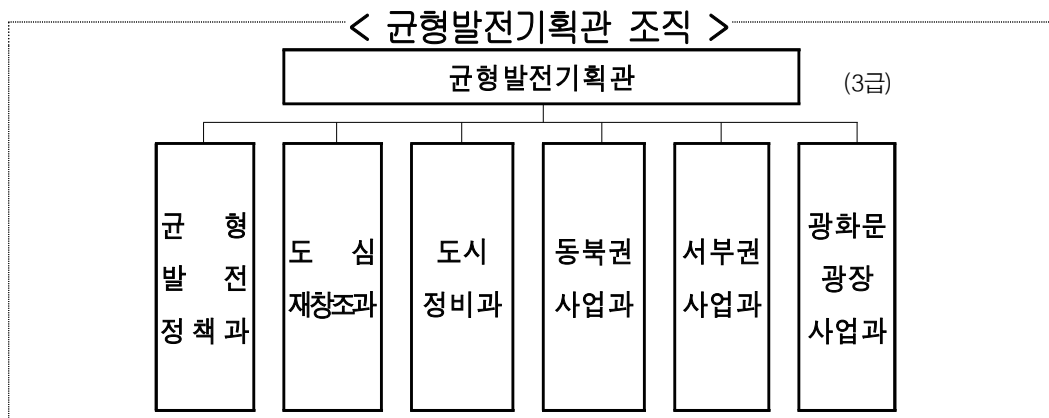 < 균형발전기획관 조직 >
균형발전기획관
(3급)
균 형
발 전
정 책 과
도 심
재창조과
도시
정비과
동북권
사업과
서부권
사업과
광화문
광장
사업과